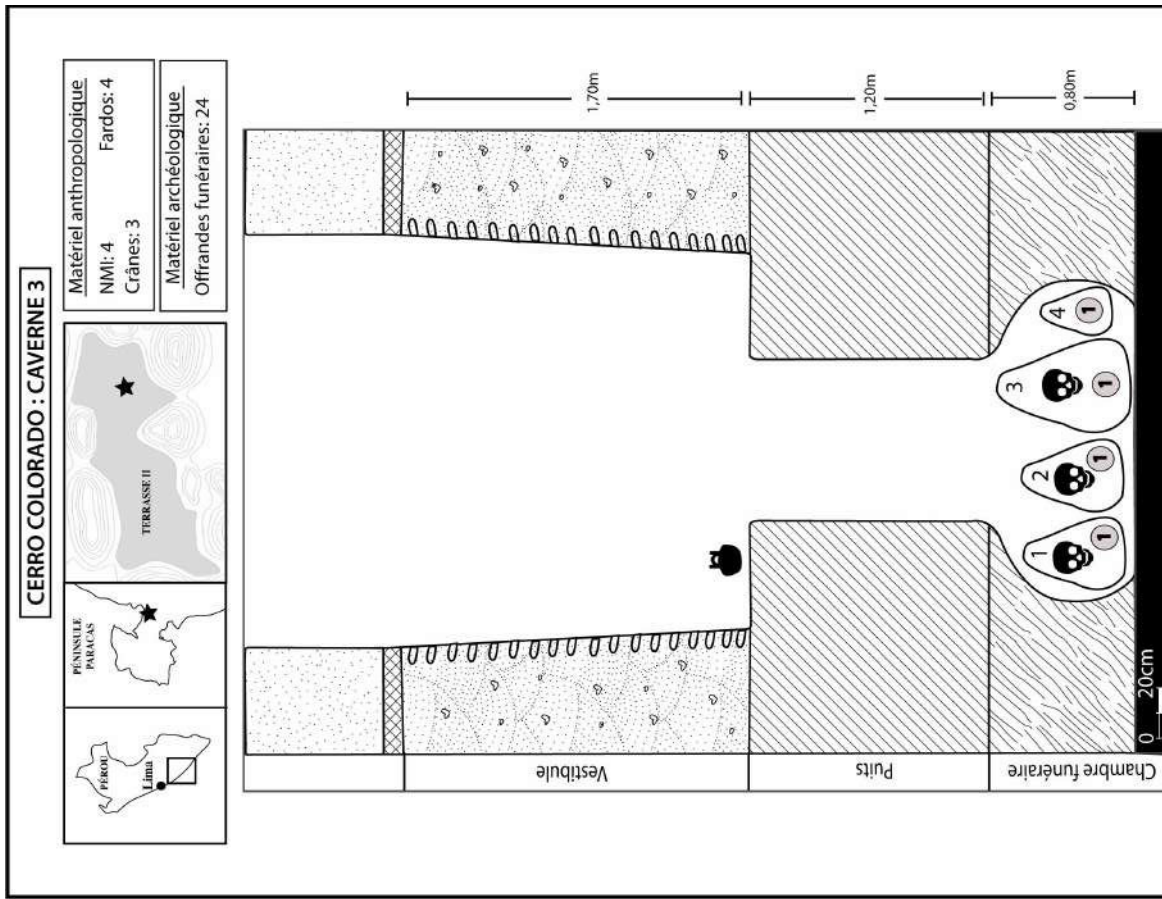 CERRO COLORADO : CAVERNE 3
PÉROU
Lima
PÉNINSULE
PARACAS
TERRASSE II
Matériel anthropologique
NMI: 4 Fardos: 4
Crânes: 3
Matériel archéologique
Offrandes funéraires: 24
Vestibule
1,70m
Puits
1,20m
Chambre funéraire
0,80m
1
1
2
1
3
1
4
1
0 20cm